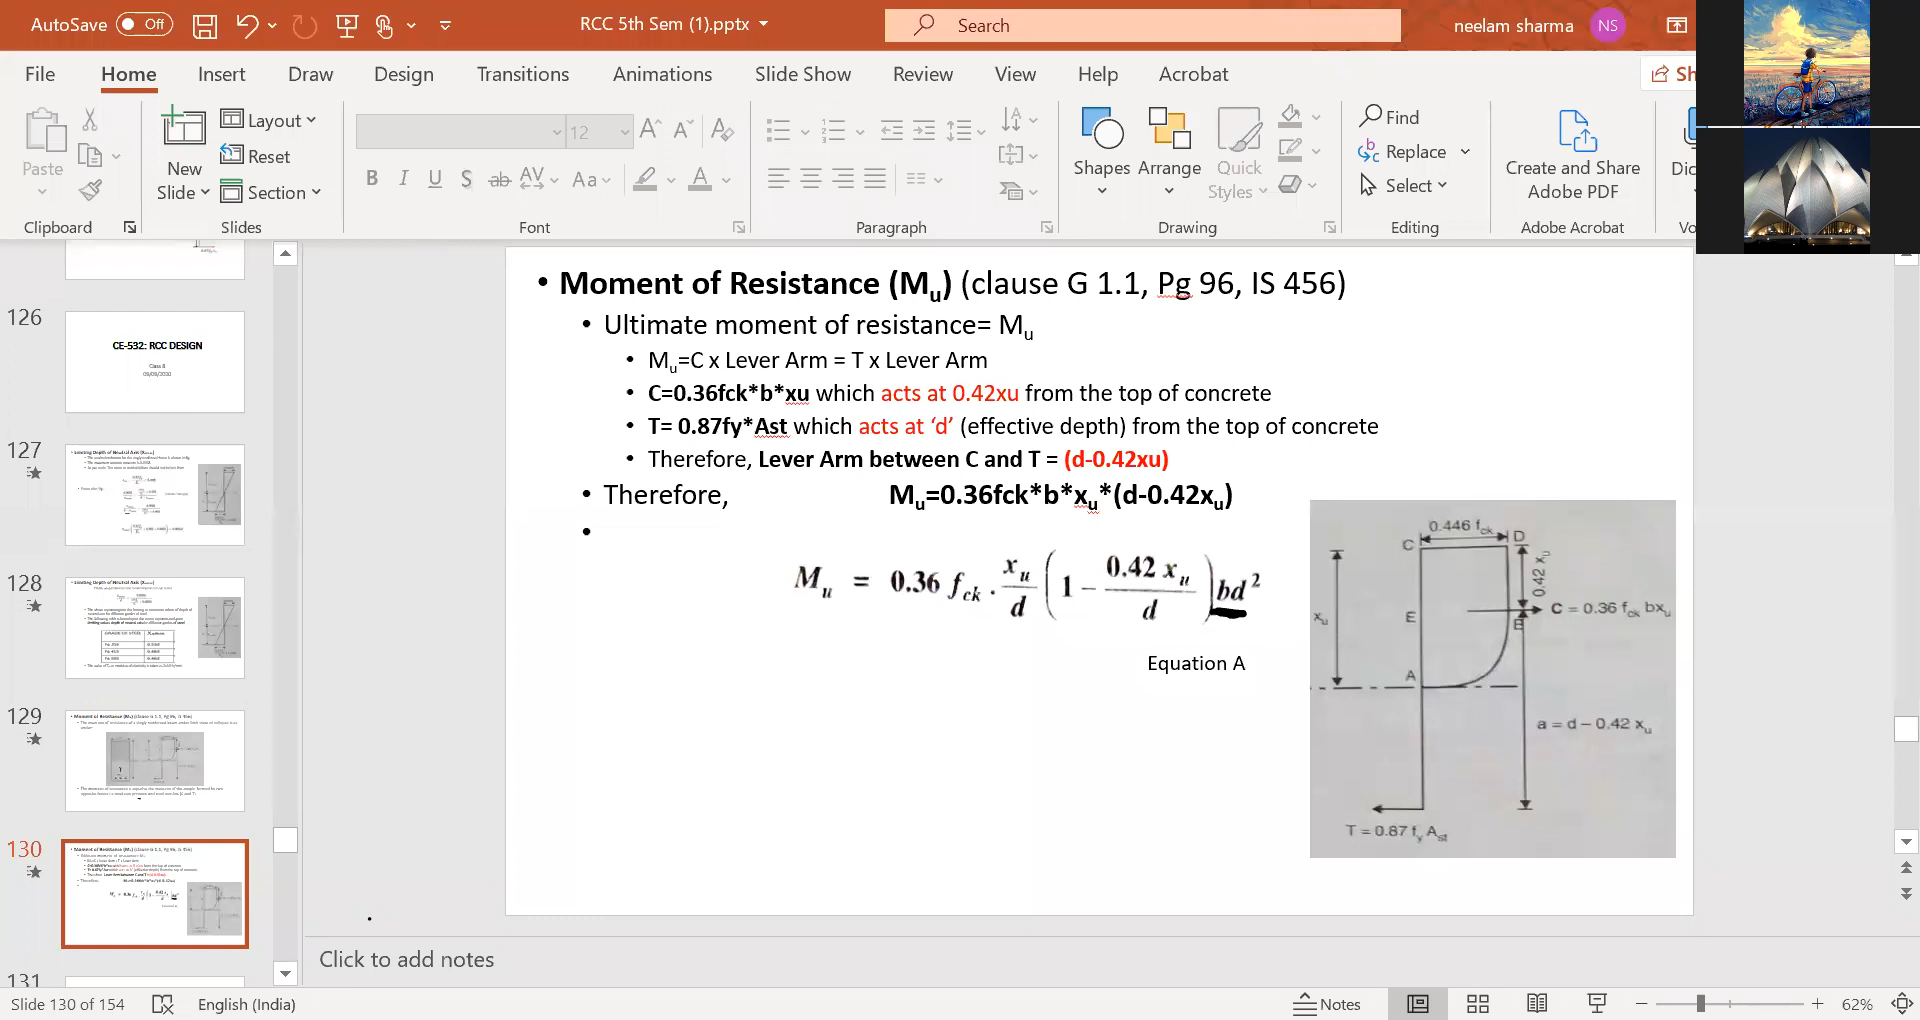 AutoSave Off
RCC 5th Sem (1).pptx
Search
neelam sharma NS
File Home Insert Draw Design Transitions Animations Slide Show Review View Help Acrobat Sh
Paste
New
Slide
Layout
Reset
Section
12
B I U S ab AV Aa A
Shapes Arrange Quick
Styles
Find
Replace
Select
Create and Share
Adobe PDF
Dic
Clipboard Slides Font Paragraph Drawing Editing Adobe Acrobat Vo
126
CE-532: RCC DESIGN
Class 8
127
128
129
130
131
• Moment of Resistance (Mu) (clause G 1.1, Pg 96, IS 456)
• Ultimate moment of resistance= Mu
• Mu=C x Lever Arm = T x Lever Arm
• C=0.36fck*b*xu which acts at 0.42xu from the top of concrete
• T= 0.87fy*Ast which acts at ‘d’ (effective depth) from the top of concrete
• Therefore, Lever Arm between C and T = (d-0.42xu)
• Therefore, Mu=0.36fck*b*xu*(d-0.42xu)
•
Mu = 0.36 fck . xu/d (1 − 0.42 xu/d) bd²
Equation A
0.446 fck
C D
0.42 xu
xu
E B
C = 0.36 fck bxu
A
a = d − 0.42 xu
T = 0.87 fy Ast
Click to add notes
Slide 130 of 154 English (India) Notes 62%